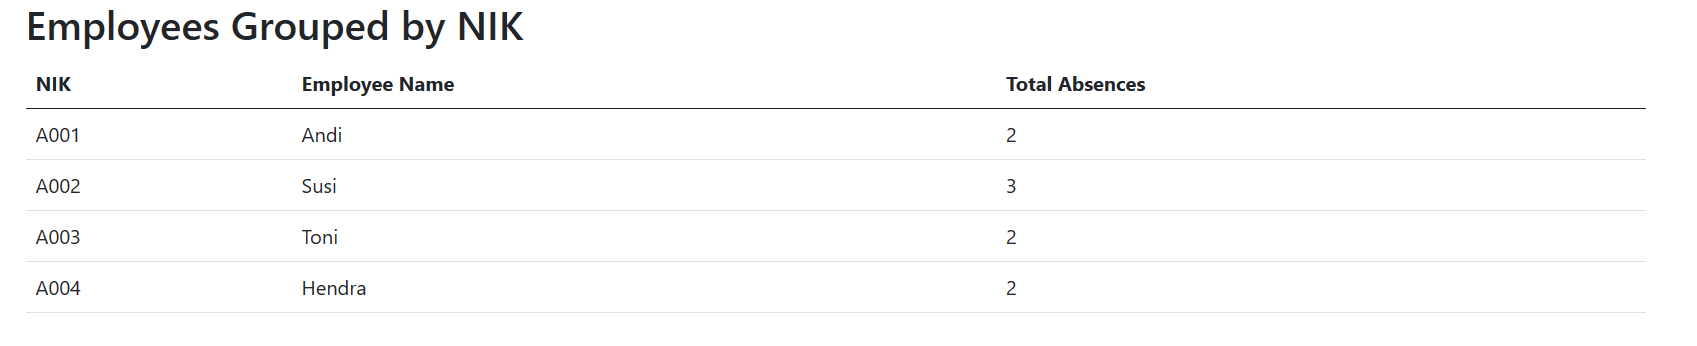 Employees Grouped by NIK
NIK Employee Name Total Absences
A001 Andi 2
A002 Susi 3
A003 Toni 2
A004 Hendra 2